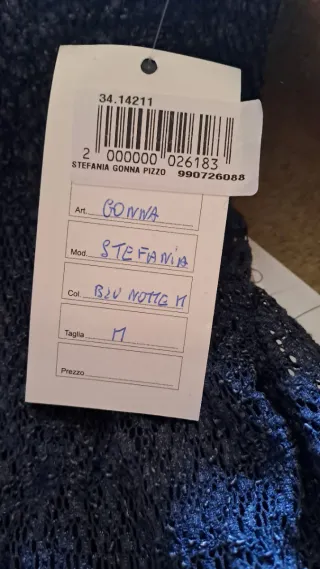 34.14211
2 000000 026183
STEFANIA GONNA PIZZO 990726088
Art. GONNA
Mod. STEFANIA
Col. BLU NOTTE M
Taglia M
Prezzo